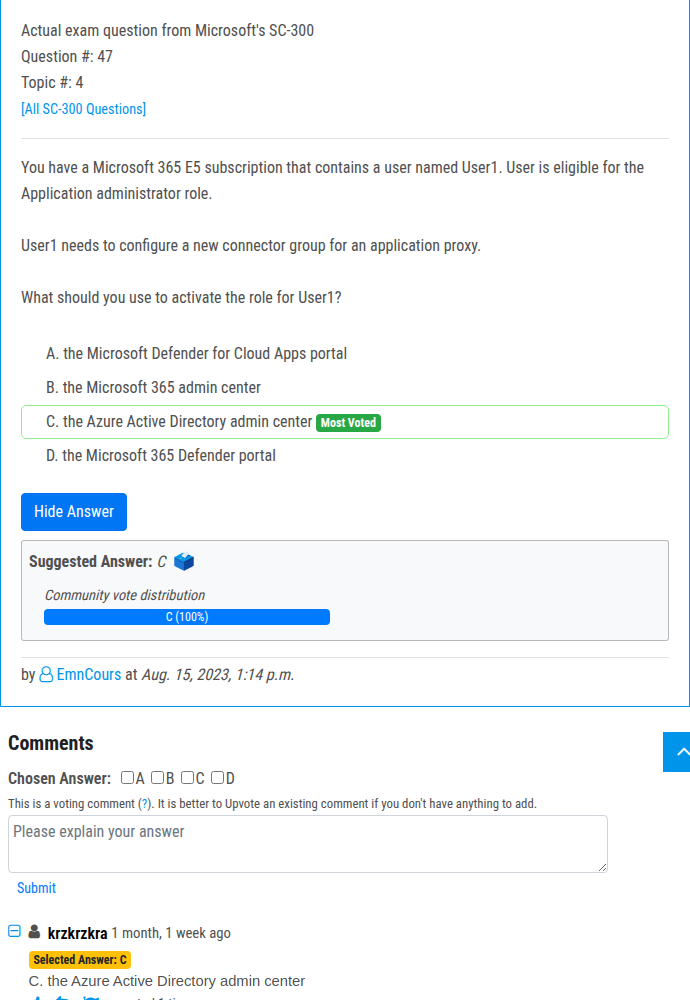 Actual exam question from Microsoft's SC-300
Question #: 47
Topic #: 4
[All SC-300 Questions]
You have a Microsoft 365 E5 subscription that contains a user named User1. User is eligible for the
Application administrator role.
User1 needs to configure a new connector group for an application proxy.
What should you use to activate the role for User1?
A. the Microsoft Defender for Cloud Apps portal
B. the Microsoft 365 admin center
C. the Azure Active Directory admin center Most Voted
D. the Microsoft 365 Defender portal
Hide Answer
Suggested Answer: C
Community vote distribution
C (100%)
by EmnCours at Aug. 15, 2023, 1:14 p.m.
Comments
Chosen Answer: A B C D
This is a voting comment (?). It is better to Upvote an existing comment if you don't have anything to add.
Please explain your answer
Submit
krzkrzkra 1 month, 1 week ago
Selected Answer: C
C. the Azure Active Directory admin center